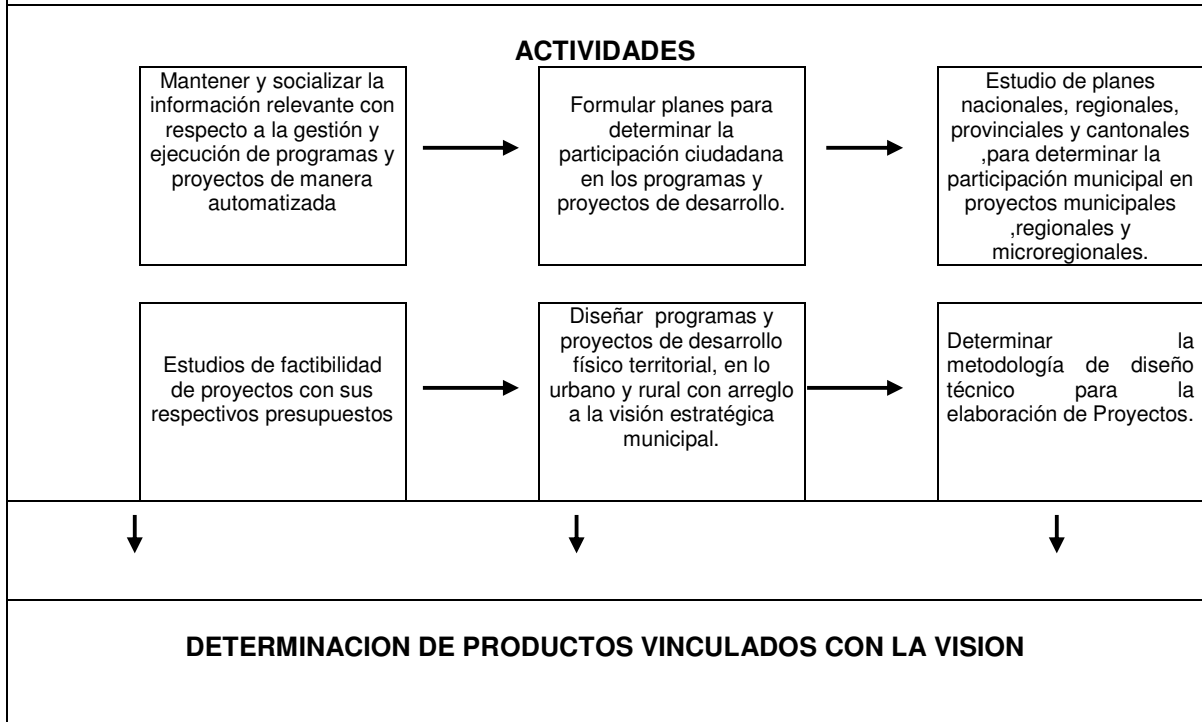 ACTIVIDADES
Mantener y socializar la
información relevante con
respecto a la gestión y
ejecución de programas y
proyectos de manera
automatizada
Formular planes para
determinar la
participación ciudadana
en los programas y
proyectos de desarrollo.
Estudio de planes
nacionales, regionales,
provinciales y cantonales
,para determinar la
participación municipal en
proyectos municipales
,regionales y
microregionales.
Estudios de factibilidad
de proyectos con sus
respectivos presupuestos
Diseñar programas y
proyectos de desarrollo
físico territorial, en lo
urbano y rural con arreglo
a la visión estratégica
municipal.
Determinar la
metodología de diseño
técnico para la
elaboración de Proyectos.
DETERMINACION DE PRODUCTOS VINCULADOS CON LA VISION